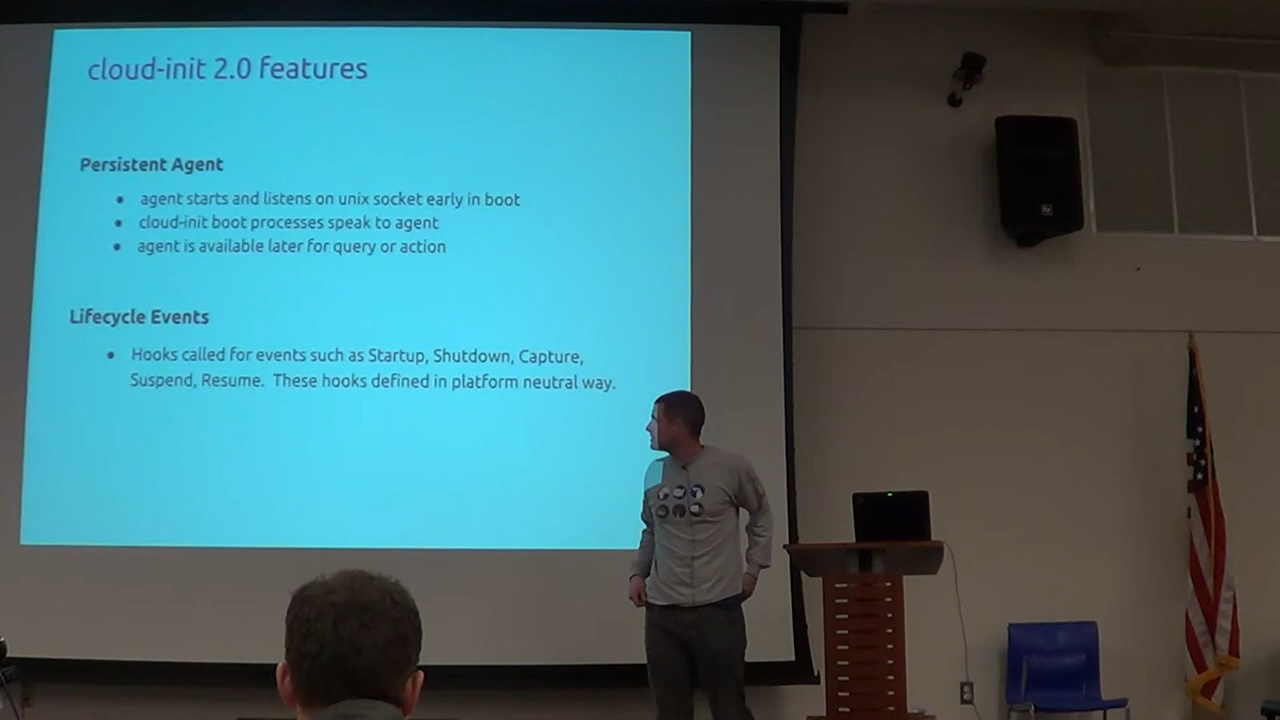 cloud-init 2.0 features
Persistent Agent
agent starts and listens on unix socket early in boot
cloud-init boot processes speak to agent
agent is available later for query or action
Lifecycle Events
Hooks called for events such as Startup, Shutdown, Capture,
Suspend, Resume. These hooks defined in platform neutral way.